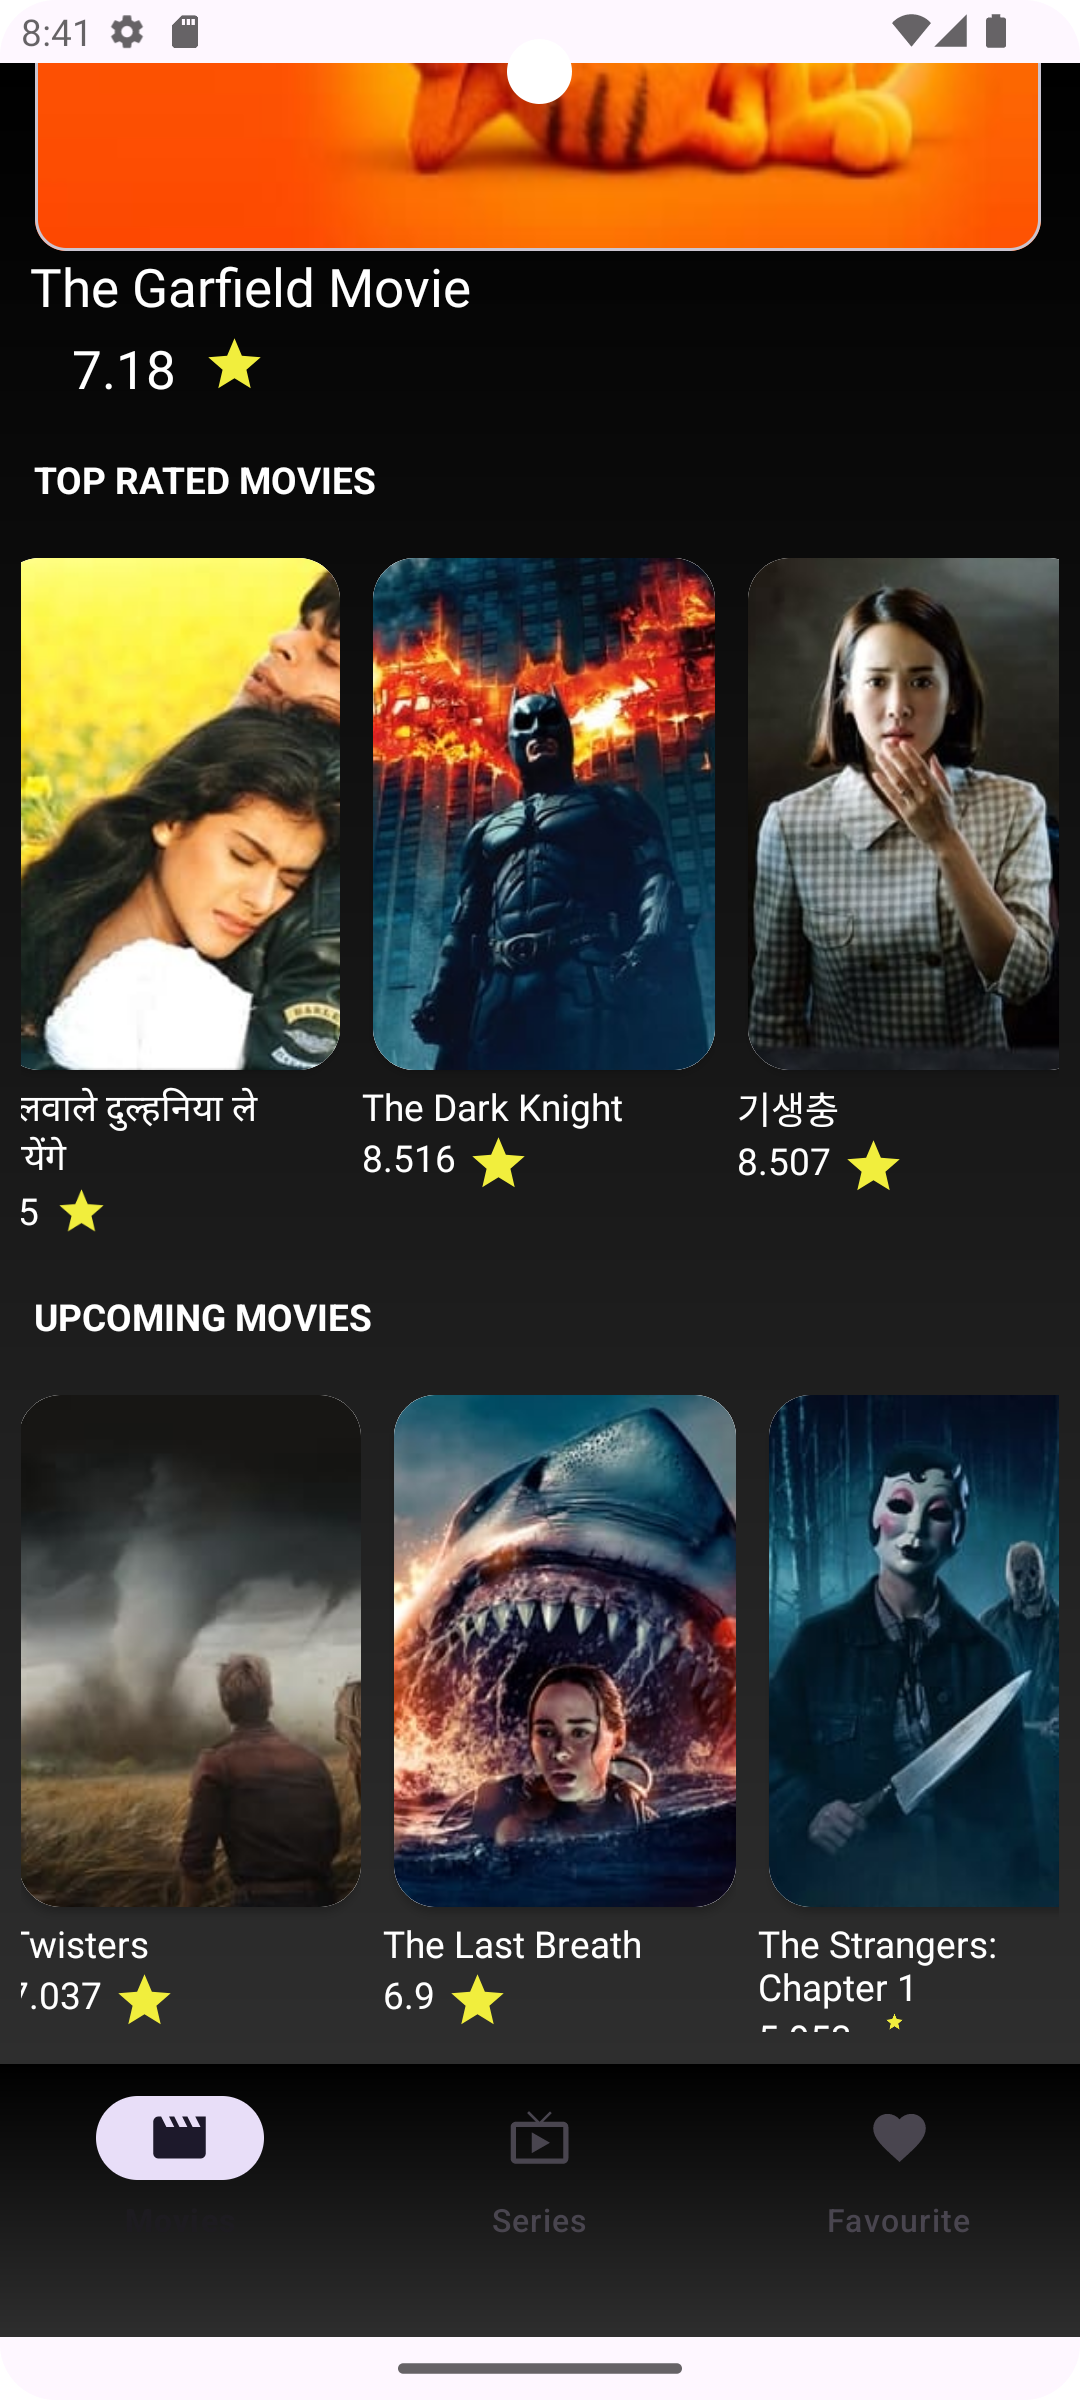 8:41
The Garfield Movie
7.18
TOP RATED MOVIES
लवाले दुल्हनिया ले
येंगे
5
The Dark Knight
8.516
기생충
8.507
UPCOMING MOVIES
Twisters
7.037
The Last Breath
6.9
The Strangers:
Chapter 1
Series
Favourite